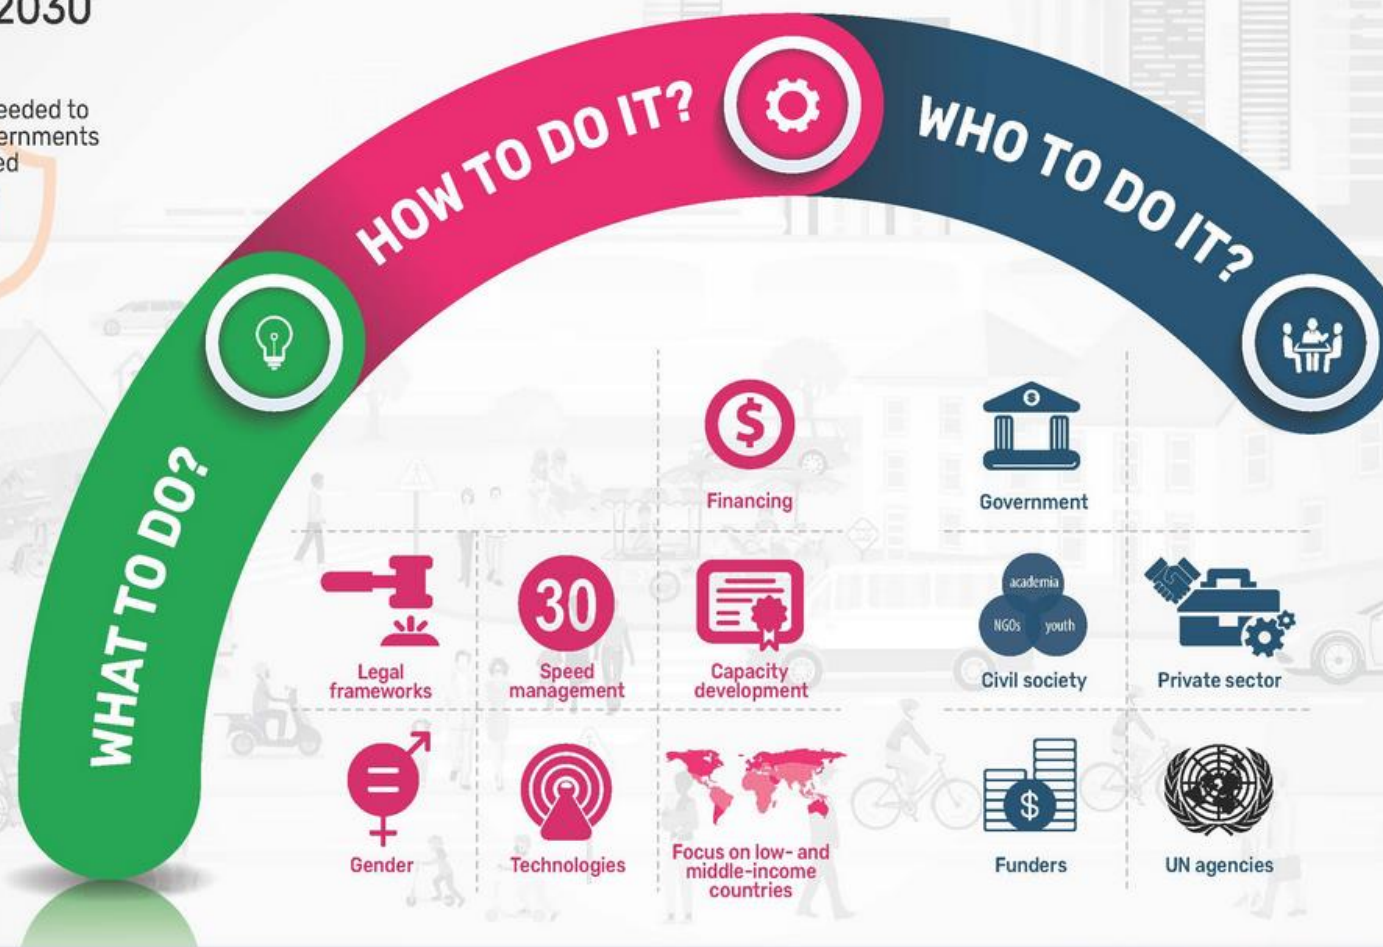 2030
eeded to
ernments
ed
WHAT TO DO?
HOW TO DO IT?
WHO TO DO IT?
$
Financing
$
Government
Legal
frameworks
30
Speed
management
Capacity
development
academia
NGOs youth
Civil society
Private sector
Gender
Technologies
Focus on low- and
middle-income
countries
$
Funders
UN agencies